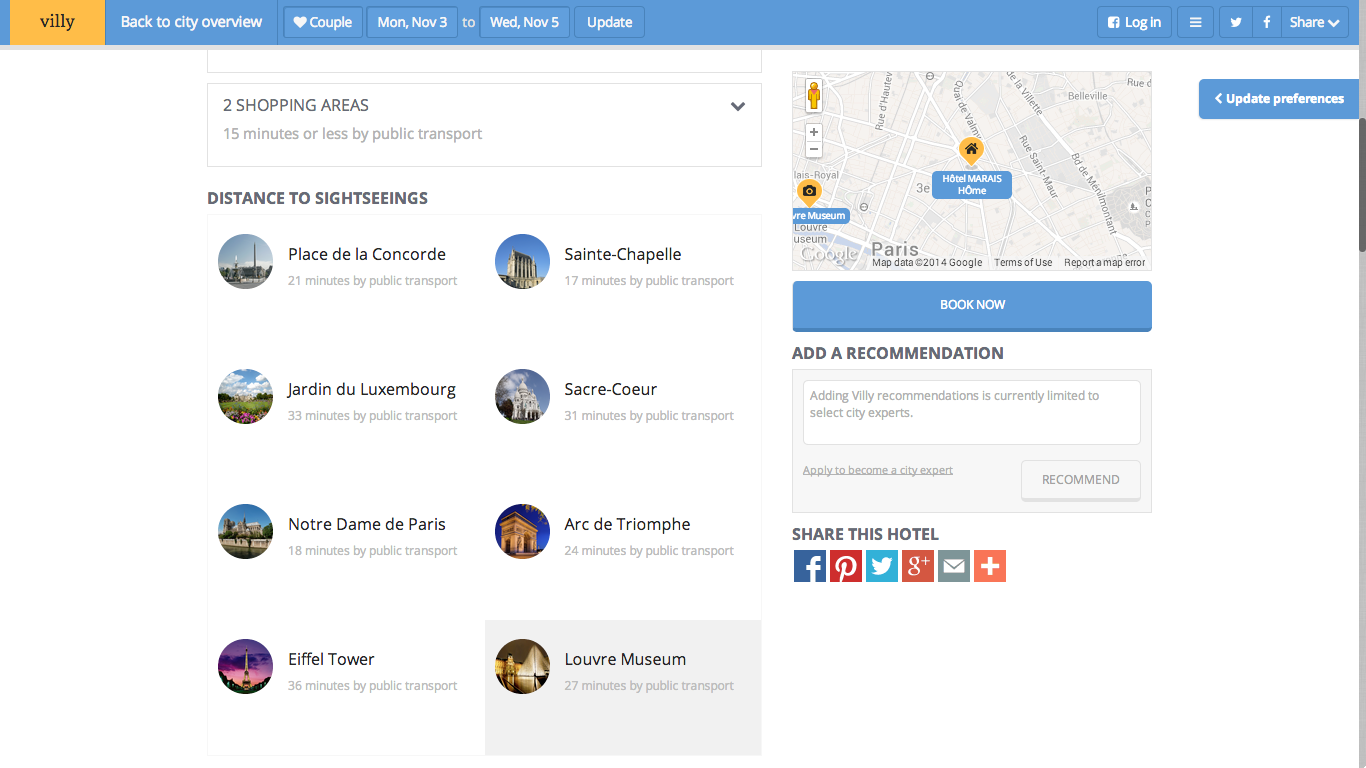 villy
Back to city overview
Couple
Mon, Nov 3
to
Wed, Nov 5
Update
Log in
Share
2 SHOPPING AREAS
15 minutes or less by public transport
DISTANCE TO SIGHTSEEINGS
Place de la Concorde
21 minutes by public transport
Sainte-Chapelle
17 minutes by public transport
Jardin du Luxembourg
33 minutes by public transport
Sacre-Coeur
31 minutes by public transport
Notre Dame de Paris
18 minutes by public transport
Arc de Triomphe
24 minutes by public transport
Eiffel Tower
36 minutes by public transport
Louvre Museum
27 minutes by public transport
Update preferences
Rue d'Hautev
nai de Valmy
de la Villette
Rue d
Belleville
Rue Saint-Maur
Bd de Ménilmontant
lais-Royal
3e
Hôtel MARAIS
HÔme
vre Museum
Louvre
useum
Paris
Google
Map data ©2014 Google
Terms of Use
Report a map error
BOOK NOW
ADD A RECOMMENDATION
Adding Villy recommendations is currently limited to
select city experts.
Apply to become a city expert
RECOMMEND
SHARE THIS HOTEL
g+